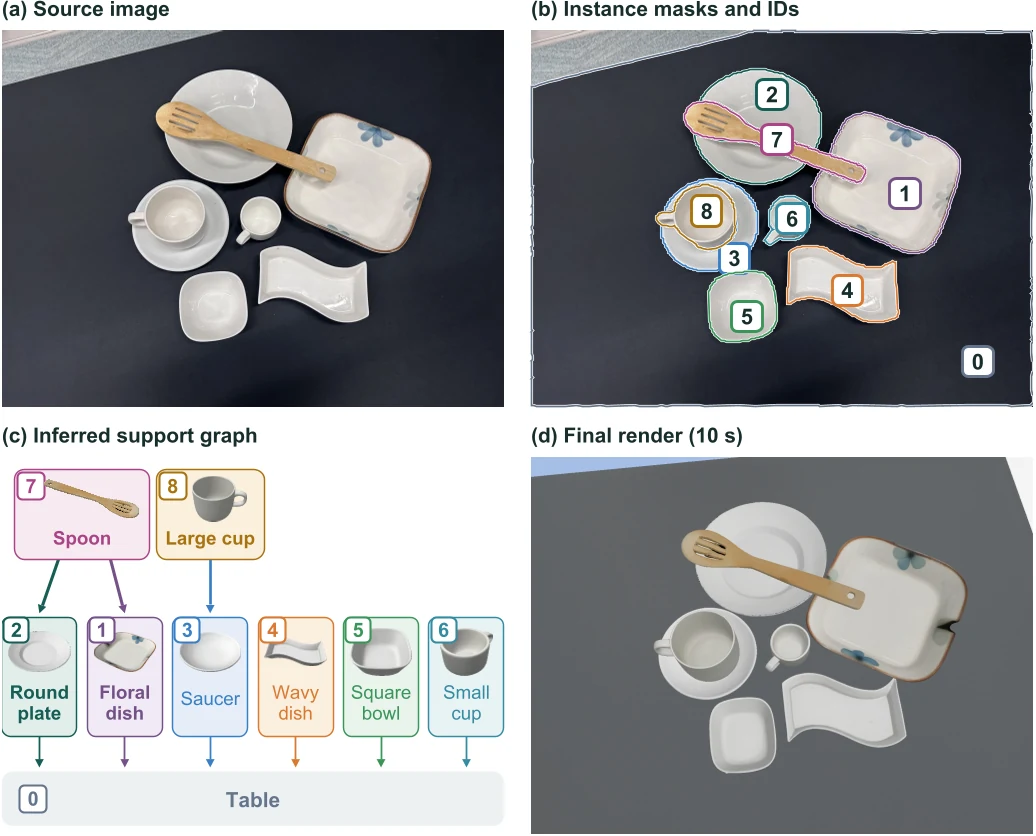 (a) Source image
(b) Instance masks and IDs
2
7
1
8
6
3
4
5
0
(c) Inferred support graph
(d) Final render (10 s)
7
Spoon
8
Large cup
2
Round
plate
1
Floral
dish
3
Saucer
4
Wavy
dish
5
Square
bowl
6
Small
cup
0
Table